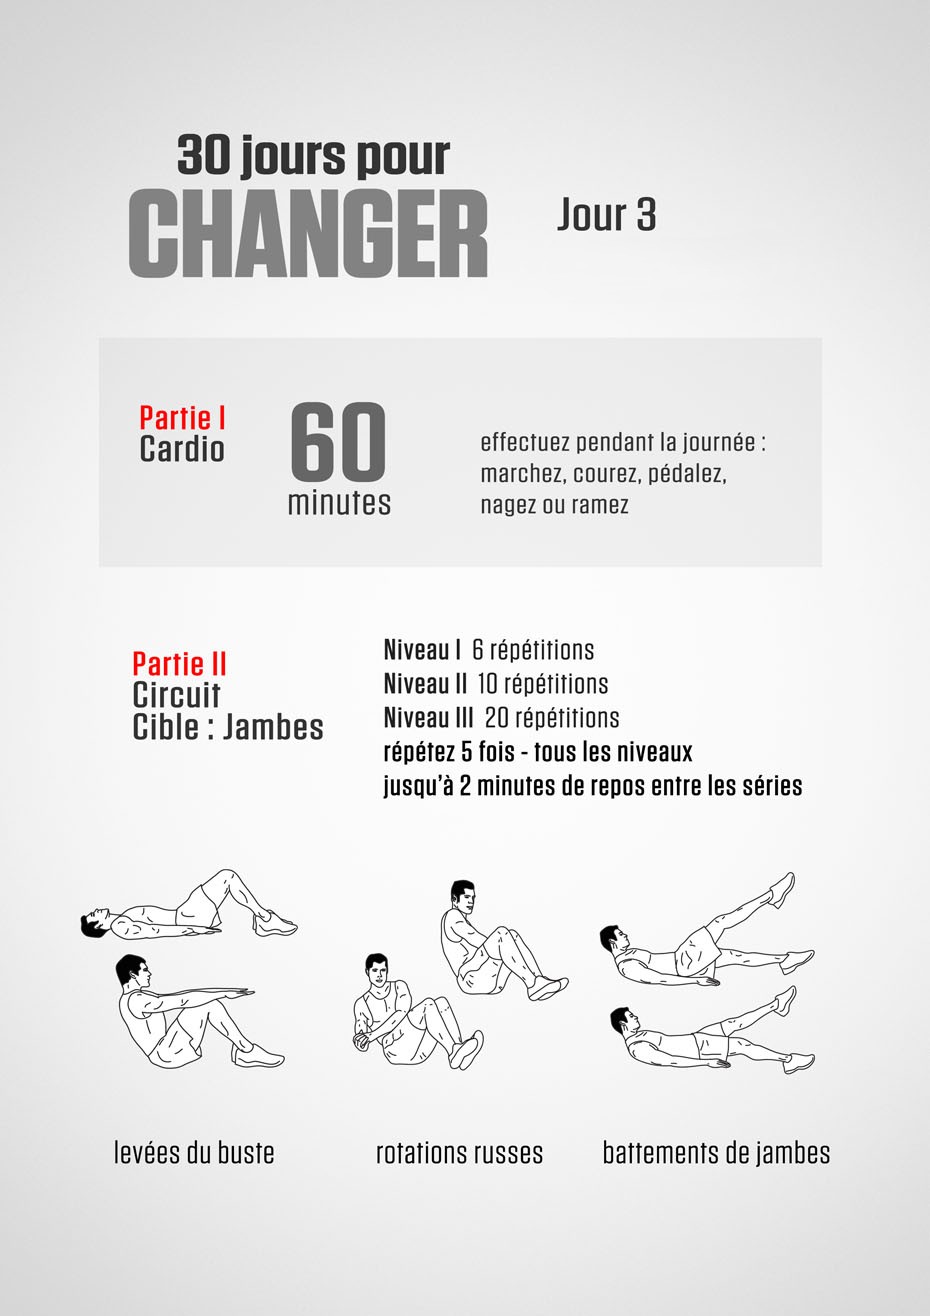 30 jours pour
CHANGER
Jour 3
Partie I
Cardio
60
minutes
effectuez pendant la journée :
marchez, courez, pédalez,
nagez ou ramez
Partie II
Circuit
Cible : Jambes
Niveau I 6 répétitions
Niveau II 10 répétitions
Niveau III 20 répétitions
répétez 5 fois - tous les niveaux
jusqu'à 2 minutes de repos entre les séries
levées du buste
rotations russes
battements de jambes